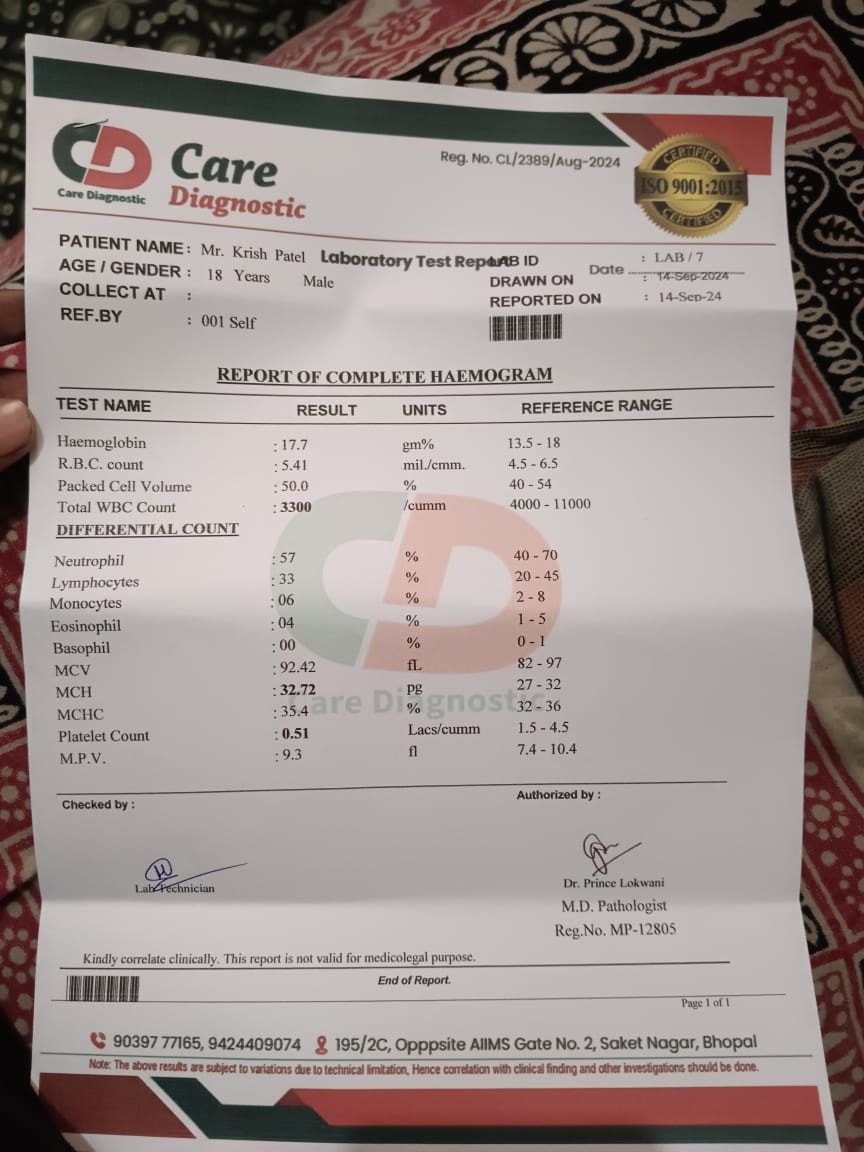 CD
Care Diagnostic
Care
Diagnostic
Reg. No. CL/2389/Aug-2024
CERTIFIED
ISO 9001:2015
CERTIFIED
PATIENT NAME : Mr. Krish Patel Laboratory Test Report LAB ID : LAB / 7
AGE / GENDER : 18 Years Male DRAWN ON Date : 14-Sep-2024
COLLECT AT : REPORTED ON : 14-Sep-24
REF.BY : 001 Self
REPORT OF COMPLETE HAEMOGRAM
TEST NAME RESULT UNITS REFERENCE RANGE
Haemoglobin : 17.7 gm% 13.5 - 18
R.B.C. count : 5.41 mil./cmm. 4.5 - 6.5
Packed Cell Volume : 50.0 % 40 - 54
Total WBC Count : 3300 /cumm 4000 - 11000
DIFFERENTIAL COUNT
Neutrophil : 57 % 40 - 70
Lymphocytes : 33 % 20 - 45
Monocytes : 06 % 2 - 8
Eosinophil : 04 % 1 - 5
Basophil : 00 % 0 - 1
MCV : 92.42 fL 82 - 97
MCH : 32.72 pg 27 - 32
MCHC : 35.4 % 32 - 36
Platelet Count : 0.51 Lacs/cumm 1.5 - 4.5
M.P.V. : 9.3 fl 7.4 - 10.4
Care Diagnostic
Checked by : Authorized by :
Lab Technician Dr. Prince Lokwani
M.D. Pathologist
Reg.No. MP-12805
Kindly correlate clinically. This report is not valid for medicolegal purpose.
End of Report.
Page 1 of 1
90397 77165, 9424409074 195/2C, Oppposite AIIMS Gate No. 2, Saket Nagar, Bhopal
Note: The above results are subject to variations due to technical limitation, Hence correlation with clinical finding and other investigations should be done.